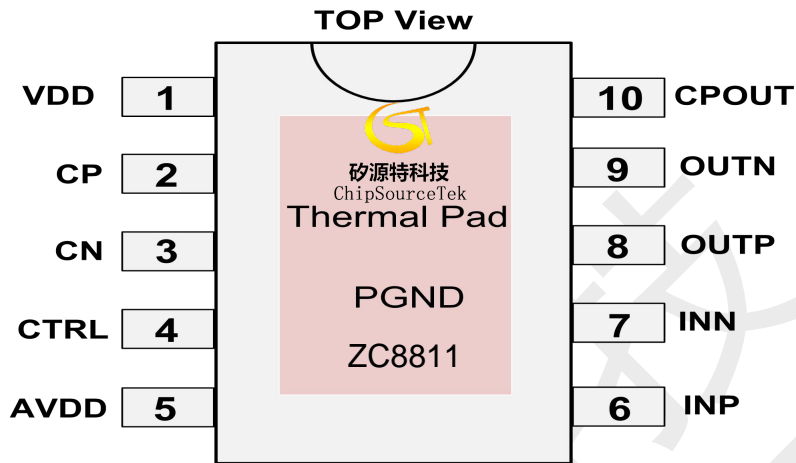 TOP View
VDD 1
CP 2
CN 3
CTRL 4
AVDD 5
10 CPOUT
9 OUTN
8 OUTP
7 INN
6 INP
矽源特科技
ChipSourceTek
Thermal Pad
PGND
ZC8811
技